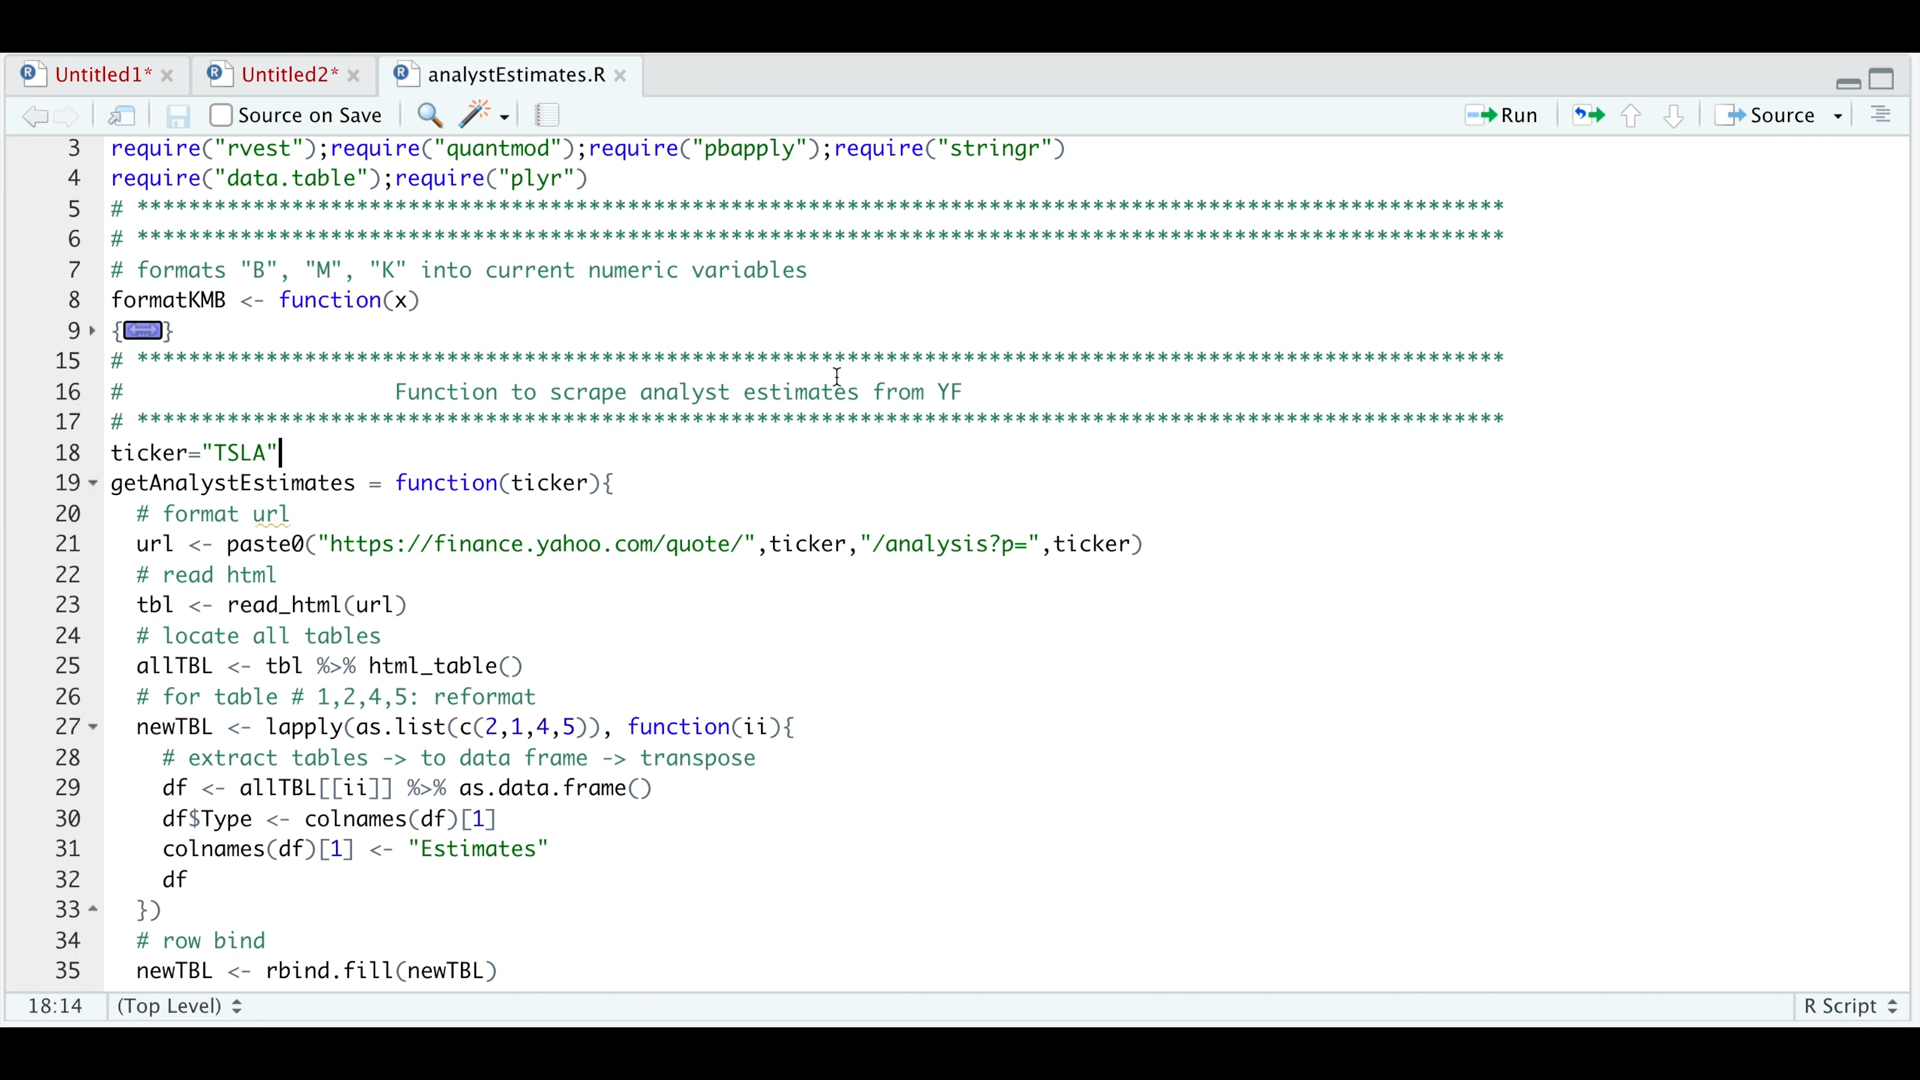 Untitled1* Untitled2* analystEstimates.R
Source on Save Run Source
3 require("rvest");require("quantmod");require("pbapply");require("stringr")
4 require("data.table");require("plyr")
5 # **********************************************************************************************************
6 # **********************************************************************************************************
7 # formats "B", "M", "K" into current numeric variables
8 formatKMB <- function(x)
9 {}
15 # **********************************************************************************************************
16 # Function to scrape analyst estimates from YF
17 # **********************************************************************************************************
18 ticker="TSLA"
19 getAnalystEstimates = function(ticker){
20 # format url
21 url <- paste0("https://finance.yahoo.com/quote/",ticker,"/analysis?p=",ticker)
22 # read html
23 tbl <- read_html(url)
24 # locate all tables
25 allTBL <- tbl %>% html_table()
26 # for table # 1,2,4,5: reformat
27 newTBL <- lapply(as.list(c(2,1,4,5)), function(ii){
28 # extract tables -> to data frame -> transpose
29 df <- allTBL[[ii]] %>% as.data.frame()
30 df$Type <- colnames(df)[1]
31 colnames(df)[1] <- "Estimates"
32 df
33 })
34 # row bind
35 newTBL <- rbind.fill(newTBL)
18:14 (Top Level) R Script